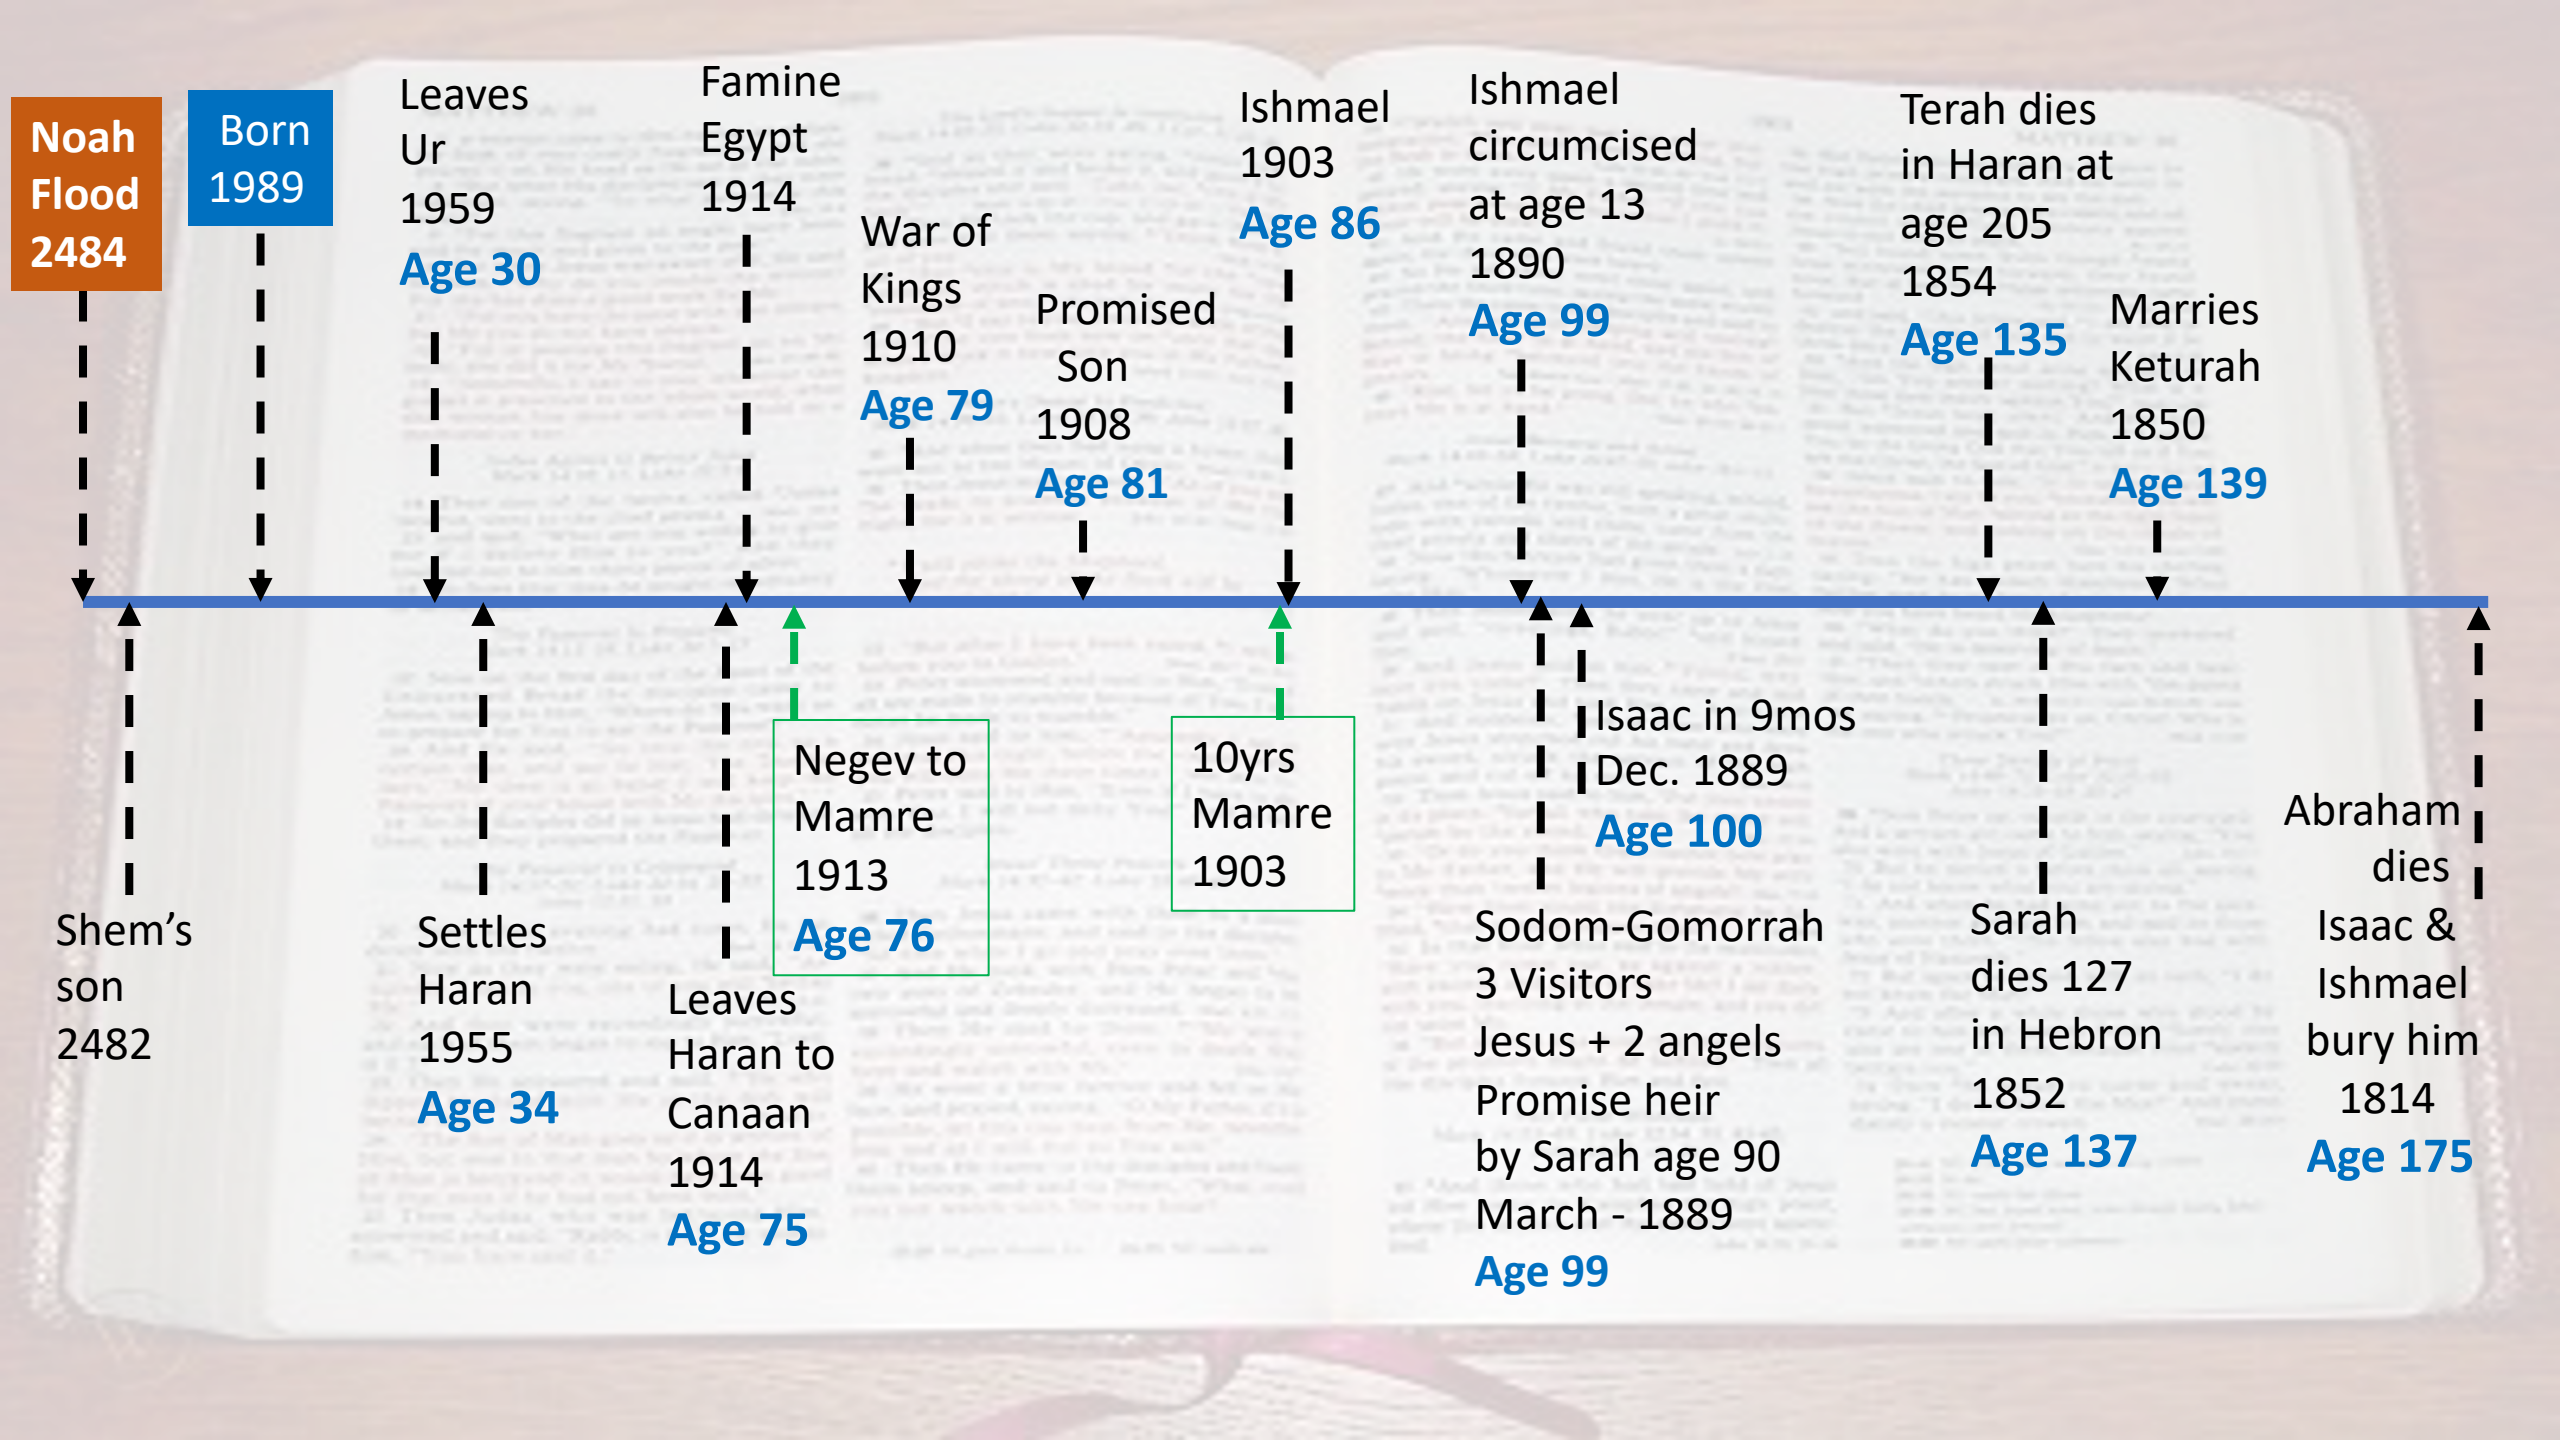 Noah
Flood
2484
Born
1989
Leaves
Ur
1959
Age 30
Famine
Egypt
1914
War of
Kings
1910
Age 79
Promised
Son
1908
Age 81
Ishmael
1903
Age 86
Ishmael
circumcised
at age 13
1890
Age 99
Terah dies
in Haran at
age 205
1854
Age 135
Marries
Keturah
1850
Age 139
Shem’s
son
2482
Settles
Haran
1955
Age 34
Leaves
Haran to
Canaan
1914
Age 75
Negev to
Mamre
1913
Age 76
10yrs
Mamre
1903
Sodom-Gomorrah
3 Visitors
Jesus + 2 angels
Promise heir
by Sarah age 90
March - 1889
Age 99
Isaac in 9mos
Dec. 1889
Age 100
Sarah
dies 127
in Hebron
1852
Age 137
Abraham
dies
Isaac &
Ishmael
bury him
1814
Age 175